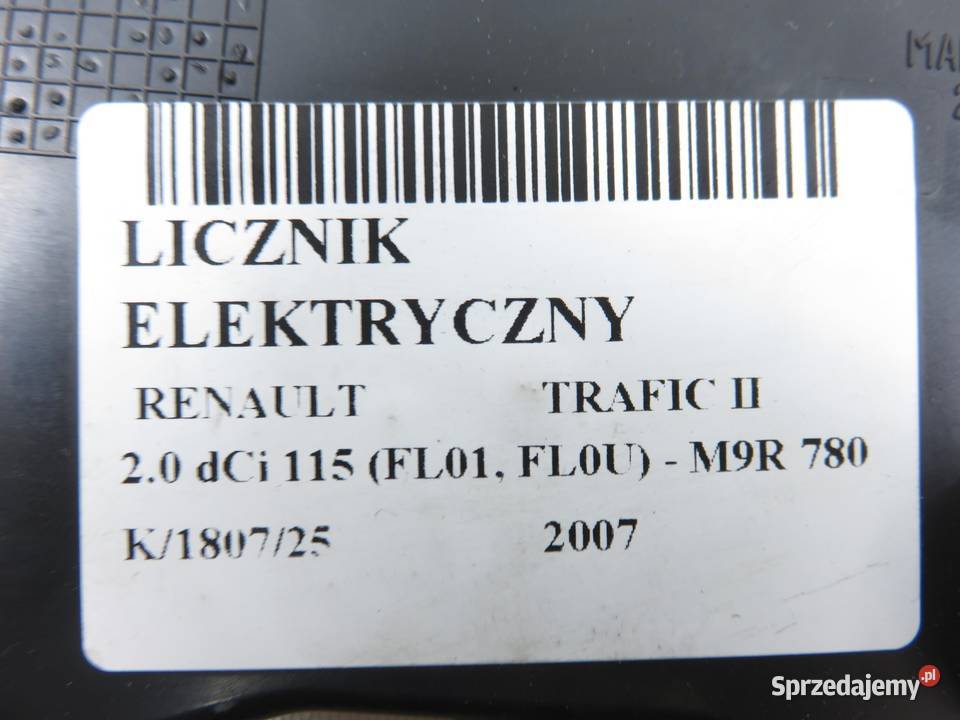 LICZNIK
ELEKTRYCZNY
RENAULT TRAFIC II
2.0 dCi 115 (FL01, FL0U) - M9R 780
K/1807/25 2007
Sprzedajemy.pl